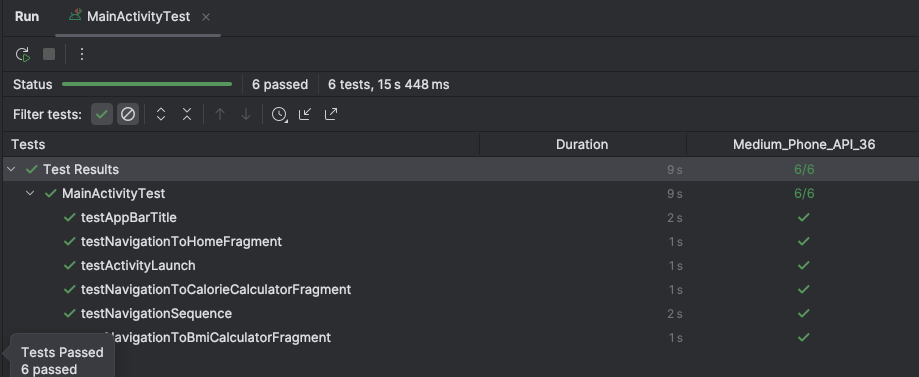 Run MainActivityTest
Status 6 passed 6 tests, 15 s 448 ms
Filter tests:
Tests Duration Medium_Phone_API_36
Test Results 9 s 6/6
MainActivityTest 9 s 6/6
testAppBarTitle 2 s
testNavigationToHomeFragment 1 s
testActivityLaunch 1 s
testNavigationToCalorieCalculatorFragment 1 s
testNavigationSequence 2 s
NavigationToBmiCalculatorFragment 1 s
Tests Passed
6 passed